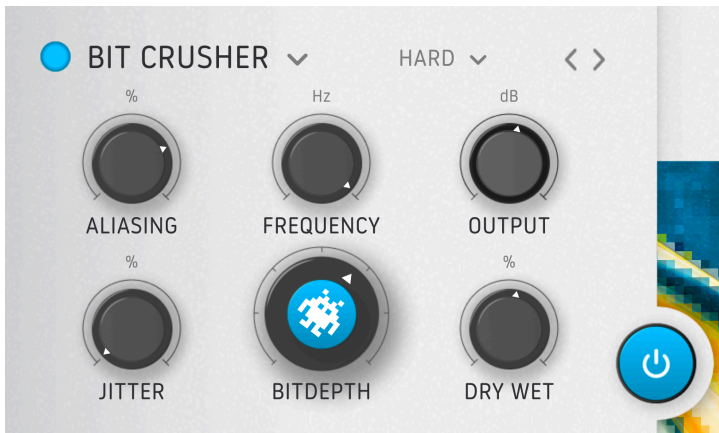 BIT CRUSHER
HARD
%
Hz
dB
ALIASING
FREQUENCY
OUTPUT
%
%
JITTER
BITDEPTH
DRY WET